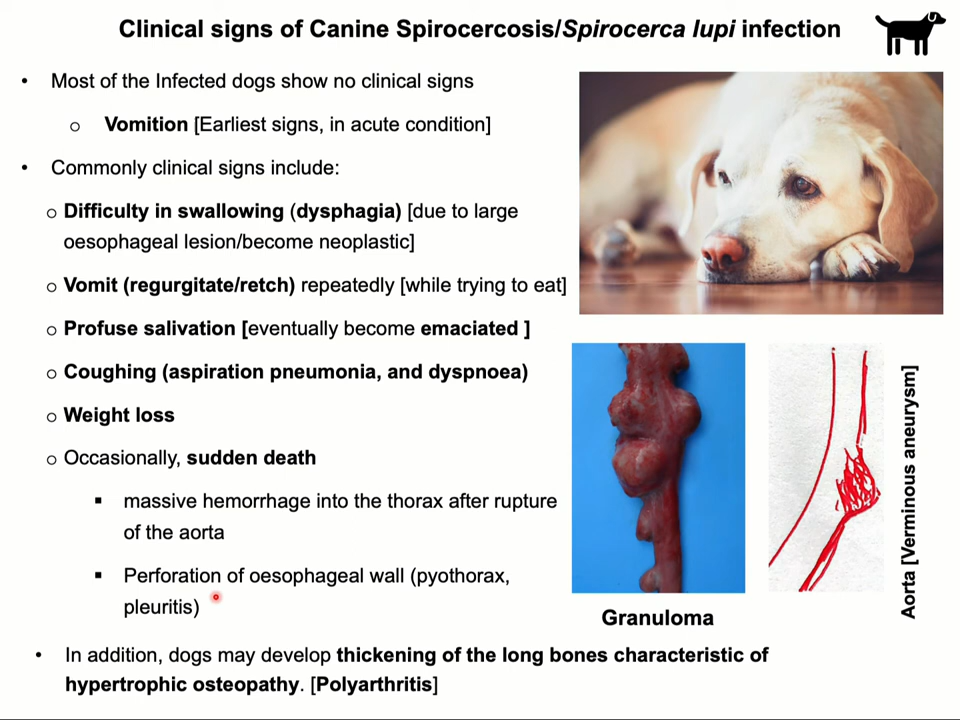 Clinical signs of Canine Spirocercosis/Spirocerca lupi infection
• Most of the Infected dogs show no clinical signs
o Vomition [Earliest signs, in acute condition]
• Commonly clinical signs include:
o Difficulty in swallowing (dysphagia) [due to large
oesophageal lesion/become neoplastic]
o Vomit (regurgitate/retch) repeatedly [while trying to eat]
o Profuse salivation [eventually become emaciated ]
o Coughing (aspiration pneumonia, and dyspnoea)
o Weight loss
o Occasionally, sudden death
▪ massive hemorrhage into the thorax after rupture
of the aorta
▪ Perforation of oesophageal wall (pyothorax,
pleuritis)
Granuloma
Aorta [Verminous aneurysm]
• In addition, dogs may develop thickening of the long bones characteristic of
hypertrophic osteopathy. [Polyarthritis]